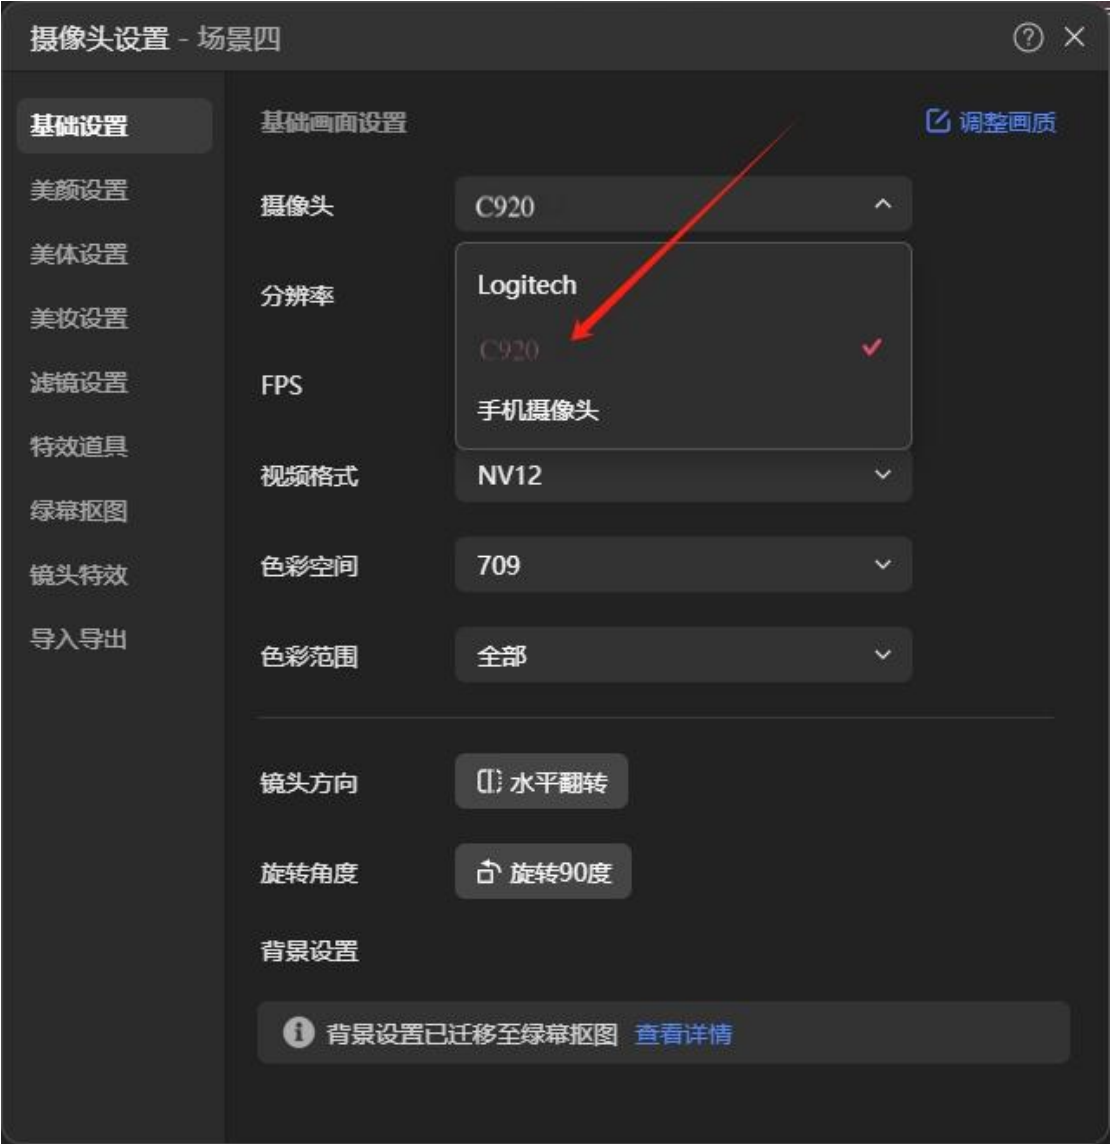 摄像头设置 - 场景四
基础设置
美颜设置
美体设置
美妆设置
滤镜设置
特效道具
绿幕抠图
镜头特效
导入导出
基础画面设置
调整画质
摄像头
C920
Logitech
C920
手机摄像头
分辨率
FPS
视频格式
NV12
色彩空间
709
色彩范围
全部
镜头方向
水平翻转
旋转角度
旋转90度
背景设置
背景设置已迁移至绿幕抠图 查看详情